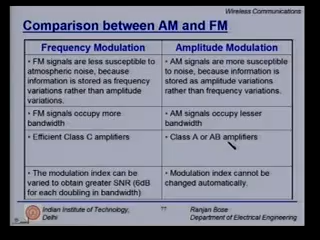 Wireless Communications
Comparison between AM and FM
Frequency Modulation
Amplitude Modulation
• FM signals are less susceptible to
atmospheric noise, because
information is stored as frequency
variations rather than amplitude
variations.
• AM signals are more susceptible
to noise, because information is
stored as amplitude variations
rather than frequency variations.
• FM signals occupy more
bandwidth
• AM signals occupy lesser
bandwidth
• Efficient Class C amplifiers
• Class A or AB amplifiers
• The modulation index can be
varied to obtain greater SNR (6dB
for each doubling in bandwidth)
• Modulation index cannot be
changed automatically.
Indian Institute of Technology,
Delhi
77
Ranjan Bose
Department of Electrical Engineering